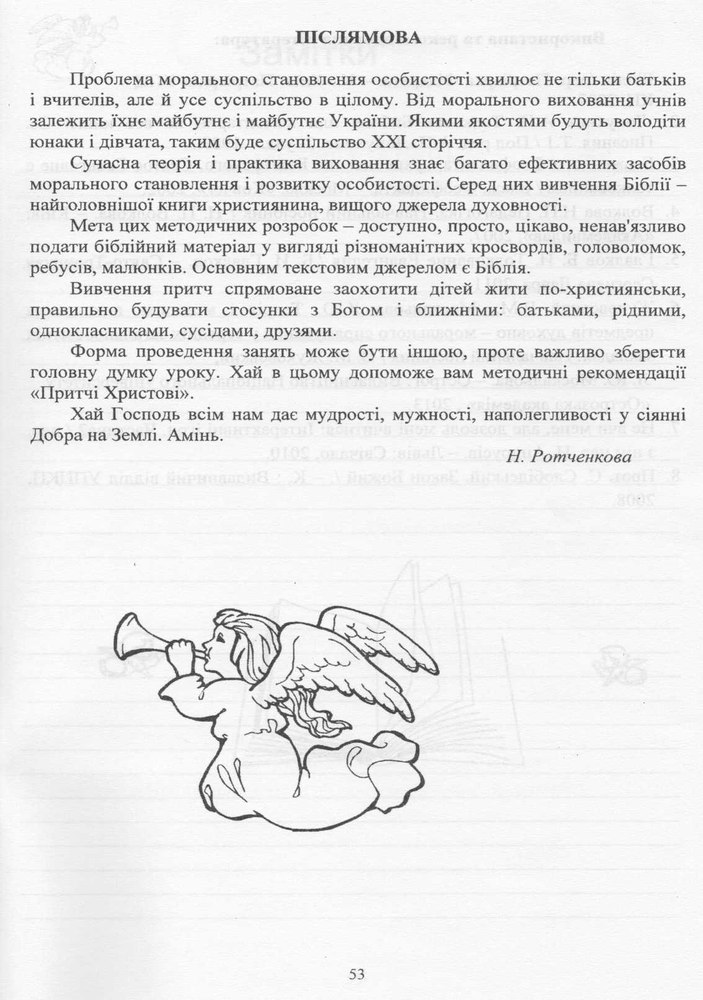 ПІСЛЯМОВА
Проблема морального становлення особистості хвилює не тільки батьків
і вчителів, але й усе суспільство в цілому. Від морального виховання учнів
залежить їхнє майбутнє і майбутнє України. Якими якостями будуть володіти
юнаки і дівчата, таким буде суспільство XXI сторіччя.
Сучасна теорія і практика виховання знає багато ефективних засобів
морального становлення і розвитку особистості. Серед них вивчення Біблії –
найголовнішої книги християнина, вищого джерела духовності.
Мета цих методичних розробок – доступно, просто, цікаво, ненав'язливо
подати біблійний матеріал у вигляді різноманітних кросвордів, головоломок,
ребусів, малюнків. Основним текстовим джерелом є Біблія.
Вивчення притч спрямоване заохотити дітей жити по-християнськи,
правильно будувати стосунки з Богом і ближніми: батьками, рідними,
однокласниками, сусідами, друзями.
Форма проведення занять може бути іншою, проте важливо зберегти
головну думку уроку. Хай в цьому допоможе вам методичні рекомендації
«Притчі Христові».
Хай Господь всім нам дає мудрості, мужності, наполегливості у сіянні
Добра на Землі. Амінь.
Н. Ротченкова
53